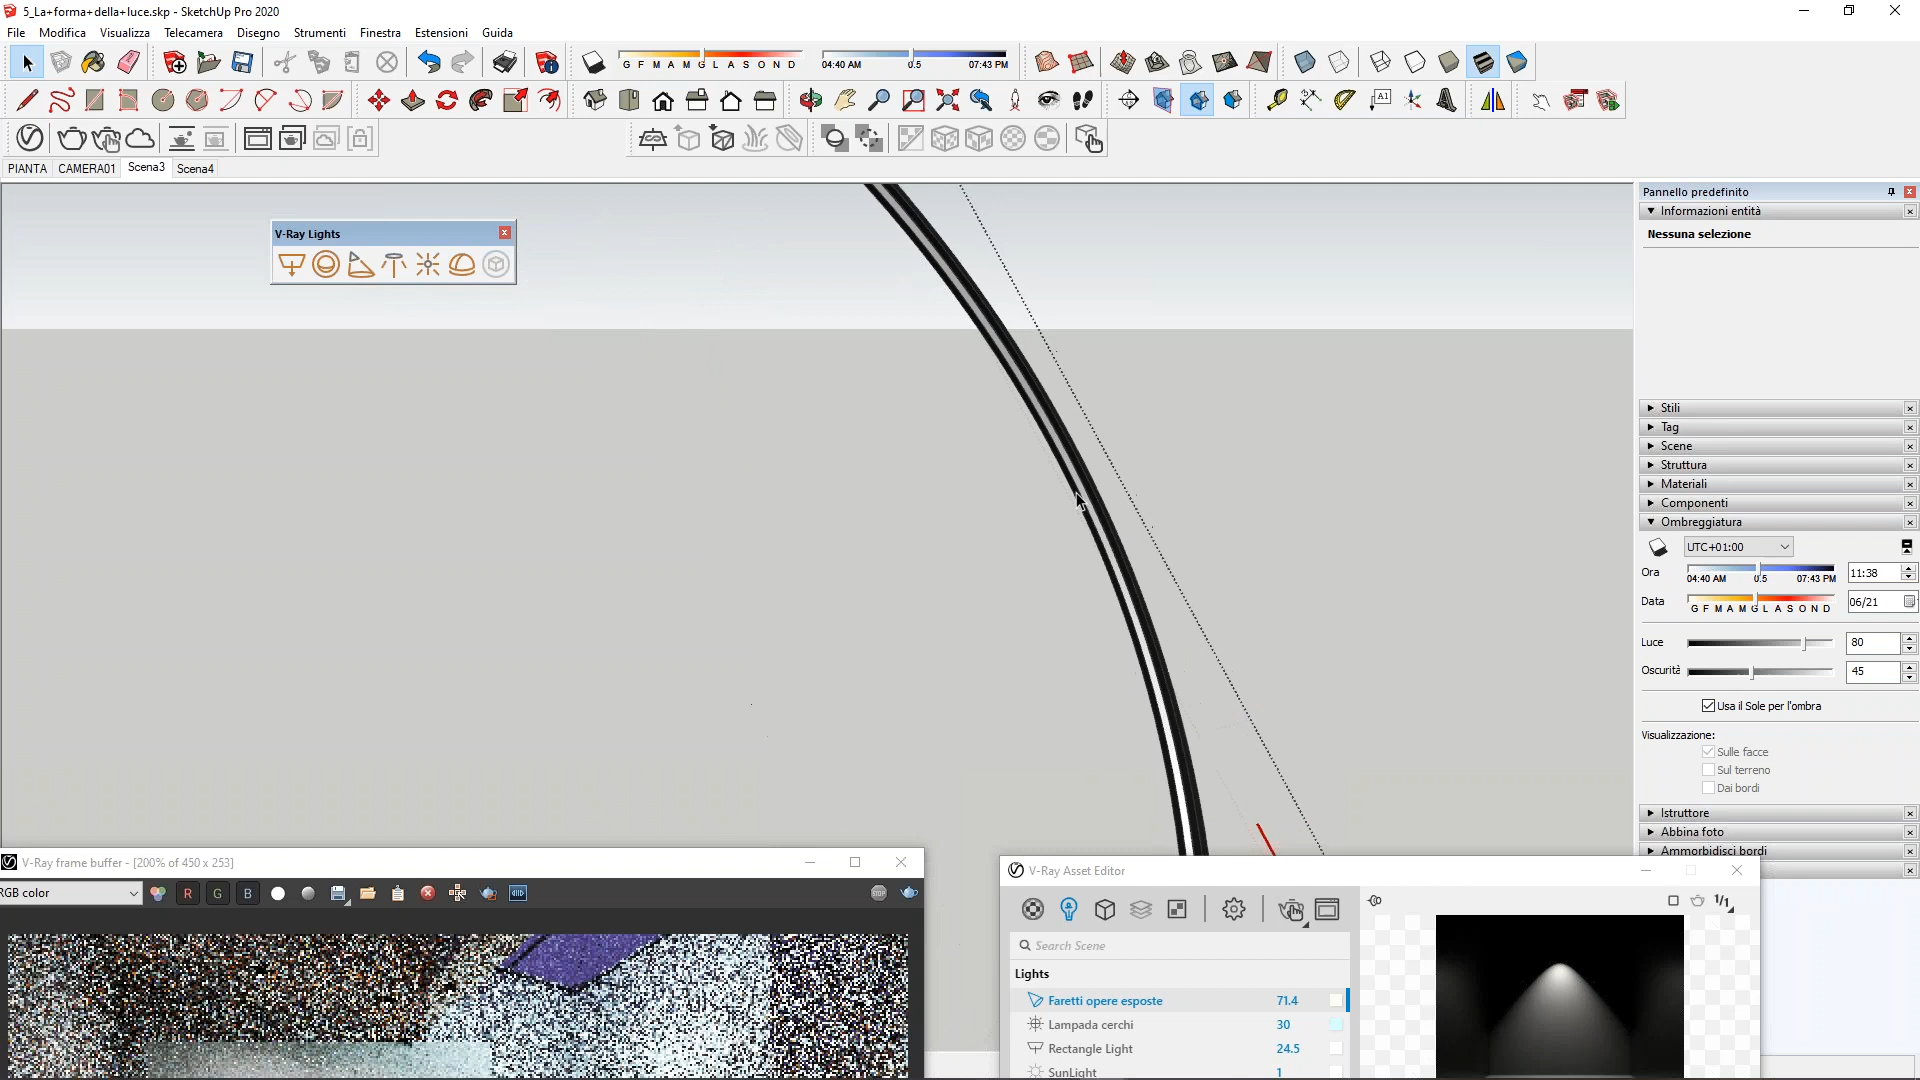 5_La+forma+della+luce.skp - SketchUp Pro 2020
File Modifica Visualizza Telecamera Disegno Strumenti Finestra Estensioni Guida
G F M A M G L A S O N D
04:40 AM 0.5 07:43 PM
A1
PIANTA CAMERA01 Scena3 Scena4
V-Ray Lights
Pannello predefinito
Informazioni entità
Nessuna selezione
Stili
Tag
Scene
Struttura
Materiali
Componenti
Ombreggiatura
UTC+01:00
Ora 04:40 AM 0.5 07:43 PM 11:38
Data G F M A M G L A S O N D 06/21
Luce 80
Oscurità 45
Usa il Sole per l'ombra
Visualizzazione:
Sulle facce
Sul terreno
Dai bordi
Istruttore
Abbina foto
Ammorbidisci bordi
V-Ray frame buffer - [200% of 450 x 253]
RGB color
R G B
STOP
V-Ray Asset Editor
1/1
Search Scene
Lights
Faretti opere esposte 71.4
Lampada cerchi 30
Rectangle Light 24.5
SunLight 1